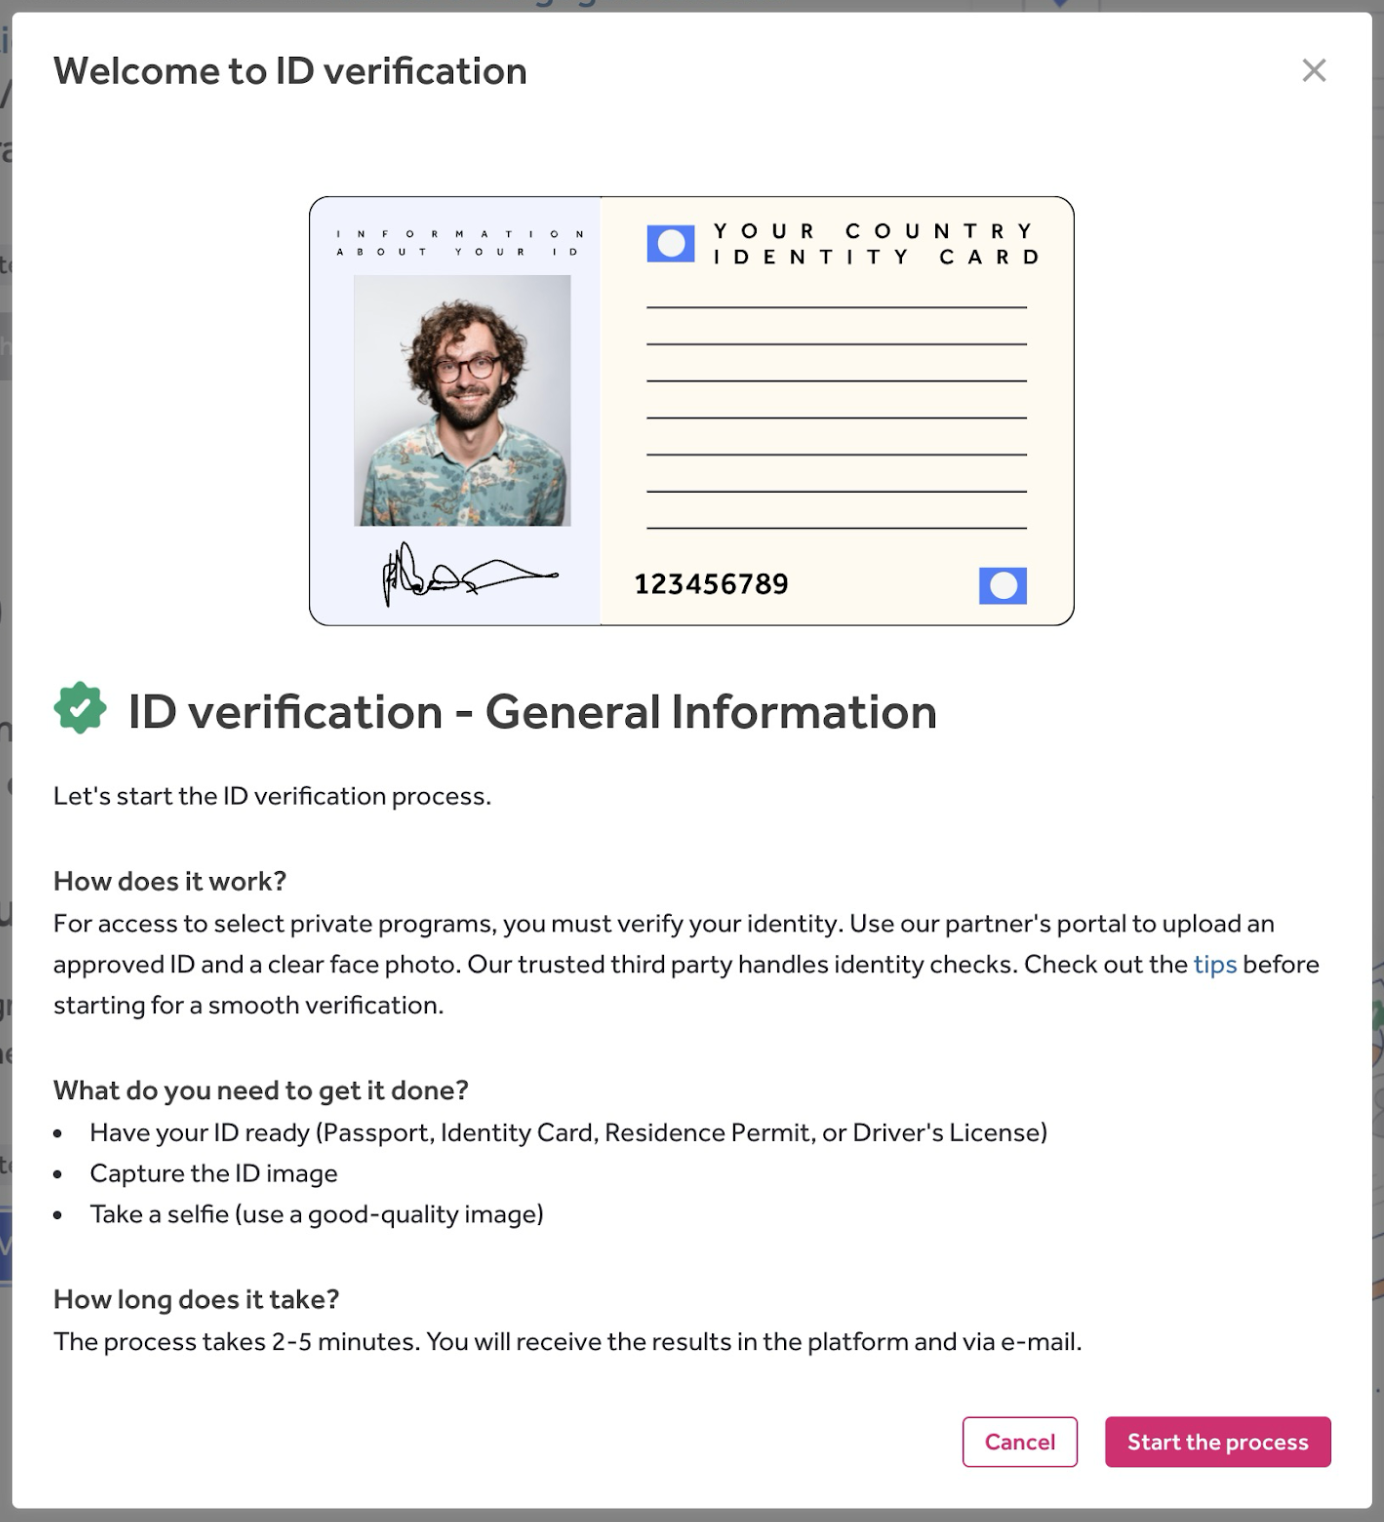 Welcome to ID verification
INFORMATION
ABOUT YOUR ID
YOUR COUNTRY
IDENTITY CARD
123456789
ID verification - General Information
Let's start the ID verification process.
How does it work?
For access to select private programs, you must verify your identity. Use our partner's portal to upload an
approved ID and a clear face photo. Our trusted third party handles identity checks. Check out the tips before
starting for a smooth verification.
What do you need to get it done?
• Have your ID ready (Passport, Identity Card, Residence Permit, or Driver's License)
• Capture the ID image
• Take a selfie (use a good-quality image)
How long does it take?
The process takes 2-5 minutes. You will receive the results in the platform and via e-mail.
Cancel
Start the process